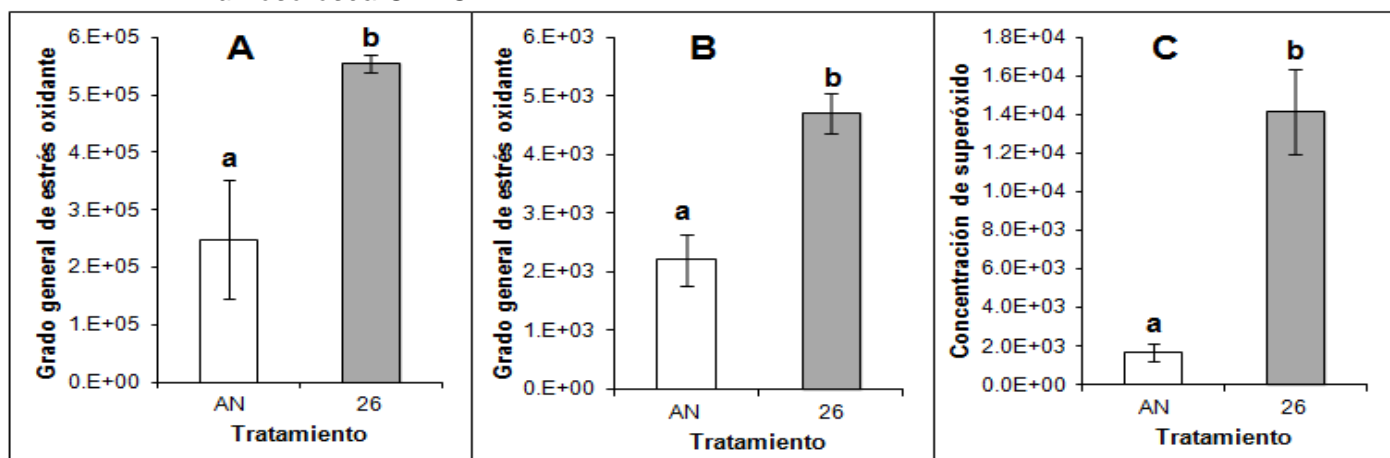 A
Grado general de estrés oxidante
6.E+05
5.E+05
4.E+05
3.E+05
2.E+05
1.E+05
0.E+00
a
b
AN
26
Tratamiento
B
Grado general de estrés oxidante
6.E+03
5.E+03
4.E+03
3.E+03
2.E+03
1.E+03
0.E+00
a
b
AN
26
Tratamiento
C
Concentración de superóxido
1.8E+04
1.6E+04
1.4E+04
1.2E+04
1.0E+04
8.0E+03
6.0E+03
4.0E+03
2.0E+03
0.0E+00
a
b
AN
26
Tratamiento